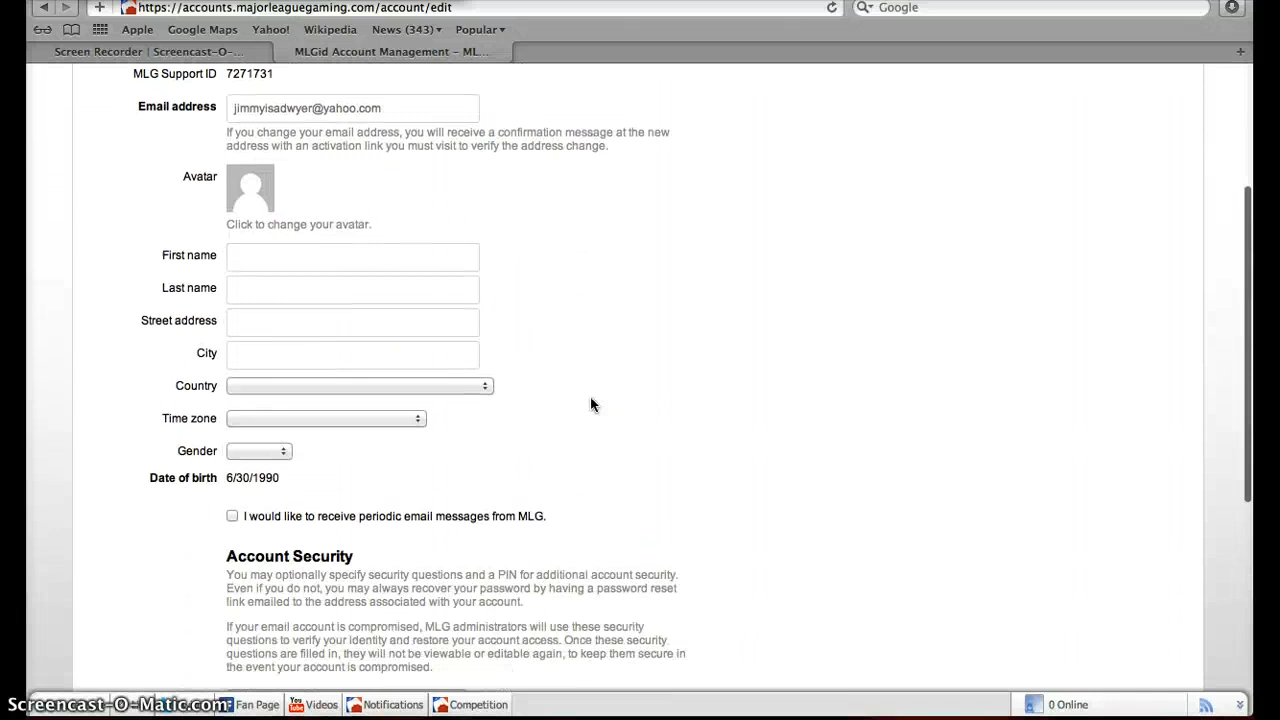 https://accounts.majorleaguegaming.com/account/edit
Google
Apple Google Maps Yahoo! Wikipedia News (343) Popular
Screen Recorder | Screencast-O-... MLGid Account Management – ML...
MLG Support ID 7271731
Email address jimmyisadwyer@yahoo.com
If you change your email address, you will receive a confirmation message at the new
address with an activation link you must visit to verify the address change.
Avatar
Click to change your avatar.
First name
Last name
Street address
City
Country
Time zone
Gender
Date of birth 6/30/1990
I would like to receive periodic email messages from MLG.
Account Security
You may optionally specify security questions and a PIN for additional account security.
Even if you do not, you may always recover your password by having a password reset
link emailed to the address associated with your account.
If your email account is compromised, MLG administrators will use these security
questions to verify your identity and restore your account access. Once these security
questions are filled in, they will not be viewable or editable again, to keep them secure in
the event your account is compromised.
Screencast-O-Matic.com Fan Page You Tube Videos Notifications Competition 0 Online